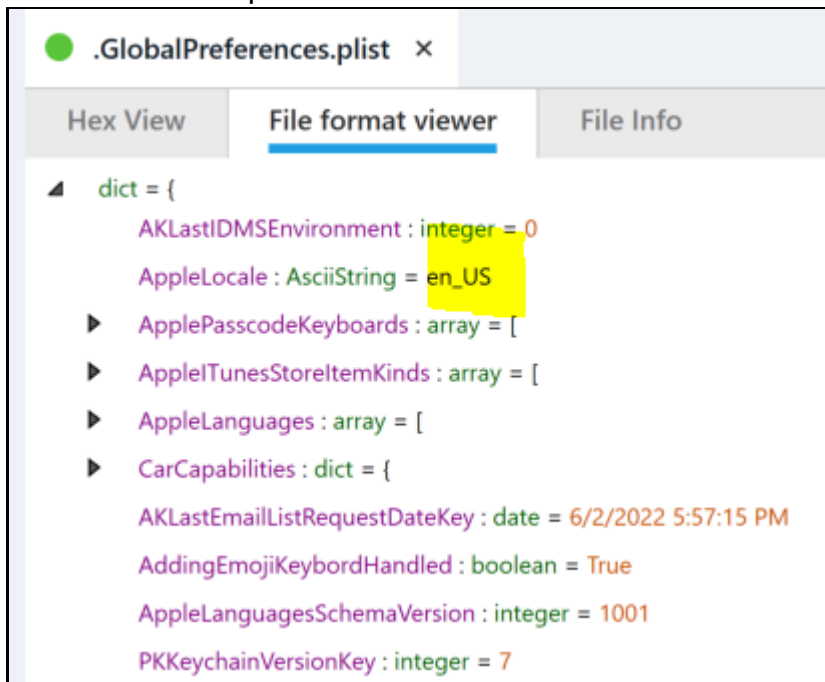 .GlobalPreferences.plist ×
Hex View File format viewer File Info
dict = {
AKLastIDMSEnvironment : integer = 0
AppleLocale : AsciiString = en_US
ApplePasscodeKeyboards : array = [
AppleITunesStoreItemKinds : array = [
AppleLanguages : array = [
CarCapabilities : dict = {
AKLastEmailListRequestDateKey : date = 6/2/2022 5:57:15 PM
AddingEmojiKeybordHandled : boolean = True
AppleLanguagesSchemaVersion : integer = 1001
PKKeychainVersionKey : integer = 7